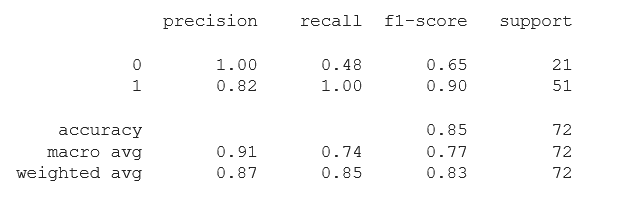 precision recall f1-score support
0 1.00 0.48 0.65 21
1 0.82 1.00 0.90 51
accuracy 0.85 72
macro avg 0.91 0.74 0.77 72
weighted avg 0.87 0.85 0.83 72